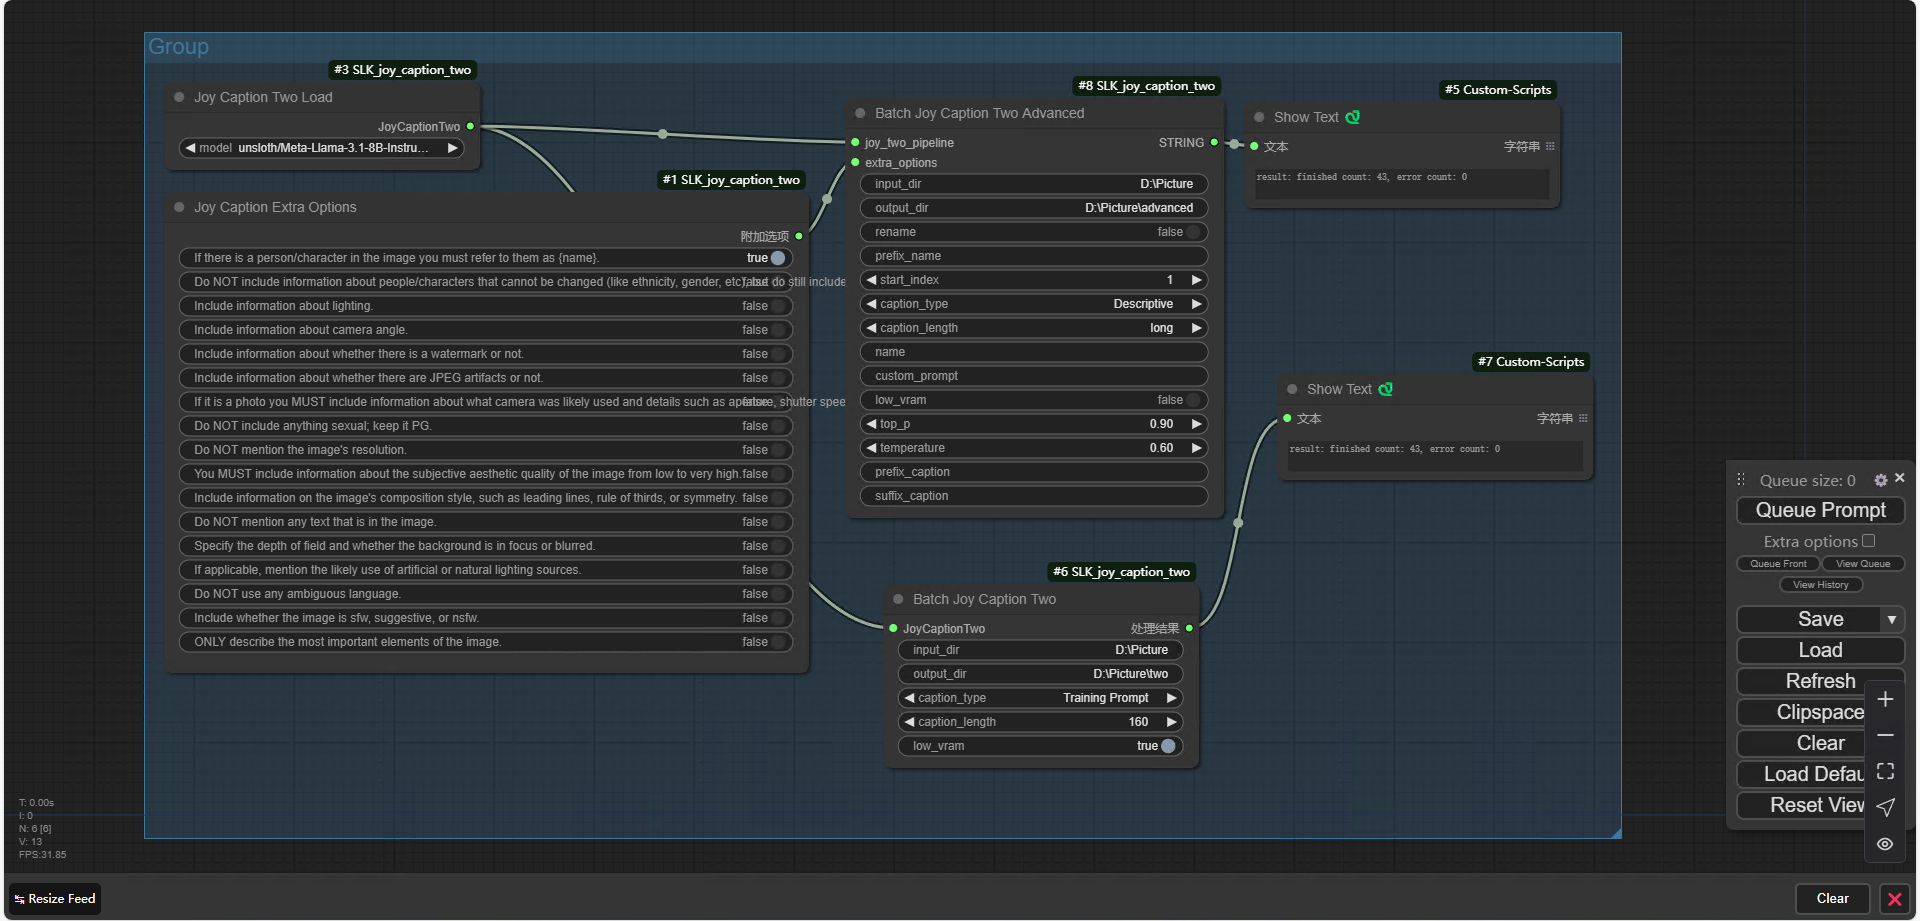 Group
#3 SLK_joy_caption_two
Joy Caption Two Load
JoyCaptionTwo
model unsloth/Meta-Llama-3.1-8B-Instru...
#1 SLK_joy_caption_two
Joy Caption Extra Options
附加选项
If there is a person/character in the image you must refer to them as {name}. true
Do NOT include information about people/characters that cannot be changed (like ethnicity, gender, etc), but do still include false
Include information about lighting. false
Include information about camera angle. false
Include information about whether there is a watermark or not. false
Include information about whether there are JPEG artifacts or not. false
If it is a photo you MUST include information about what camera was likely used and details such as aperture, shutter spee false
Do NOT include anything sexual; keep it PG. false
Do NOT mention the image's resolution. false
You MUST include information about the subjective aesthetic quality of the image from low to very high. false
Include information on the image's composition style, such as leading lines, rule of thirds, or symmetry. false
Do NOT mention any text that is in the image. false
Specify the depth of field and whether the background is in focus or blurred. false
If applicable, mention the likely use of artificial or natural lighting sources. false
Do NOT use any ambiguous language. false
Include whether the image is sfw, suggestive, or nsfw. false
ONLY describe the most important elements of the image. false
#8 SLK_joy_caption_two
Batch Joy Caption Two Advanced
joy_two_pipeline STRING
extra_options
input_dir D:\Picture
output_dir D:\Picture\advanced
rename false
prefix_name
start_index 1
caption_type Descriptive
caption_length long
name
custom_prompt
low_vram false
top_p 0.90
temperature 0.60
prefix_caption
suffix_caption
#5 Custom-Scripts
Show Text
文本 字符串
result: finished count: 43, error count: 0
#7 Custom-Scripts
Show Text
文本 字符串
result: finished count: 43, error count: 0
#6 SLK_joy_caption_two
Batch Joy Caption Two
JoyCaptionTwo 处理结果
input_dir D:\Picture
output_dir D:\Picture\two
caption_type Training Prompt
caption_length 160
low_vram true
Queue size: 0
Queue Prompt
Extra options
Queue Front View Queue
View History
Save
Load
Refresh
Clipspace
Clear
Load Defau
Reset View
T: 0.00s
I: 0
N: 6 [6]
V: 13
FPS:31.85
Resize Feed
Clear